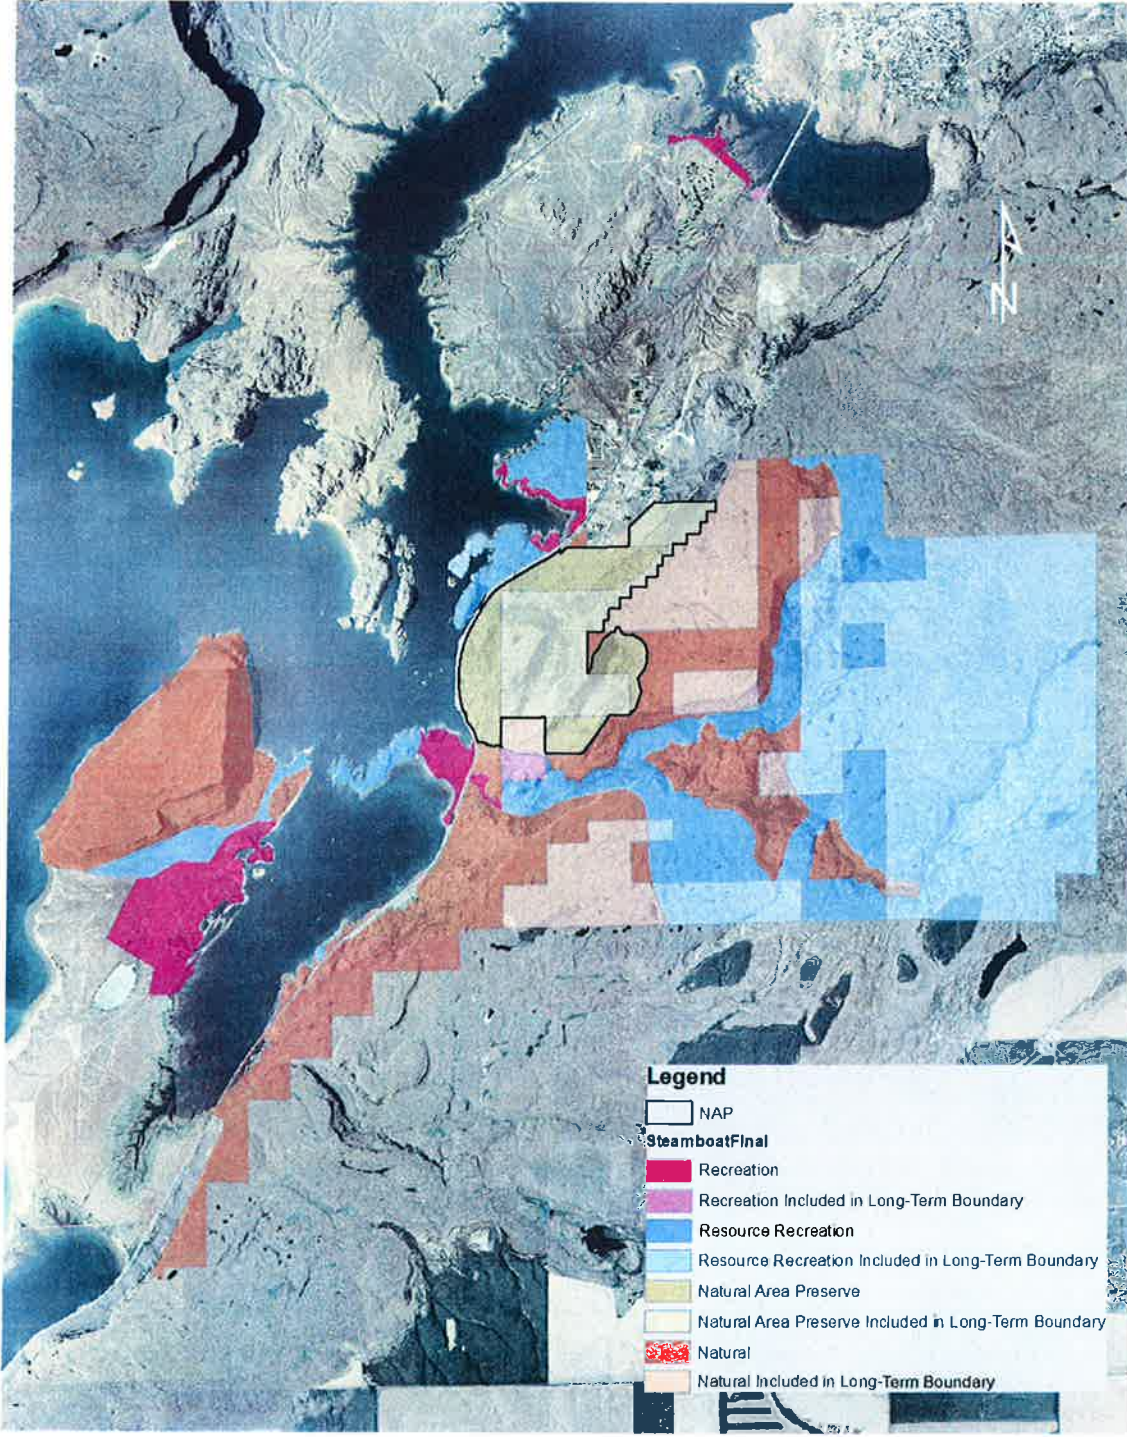 N
Legend
NAP
SteamboatFinal
Recreation
Recreation Included in Long-Term Boundary
Resource Recreation
Resource Recreation Included in Long-Term Boundary
Natural Area Preserve
Natural Area Preserve Included in Long-Term Boundary
Natural
Natural Included in Long-Term Boundary